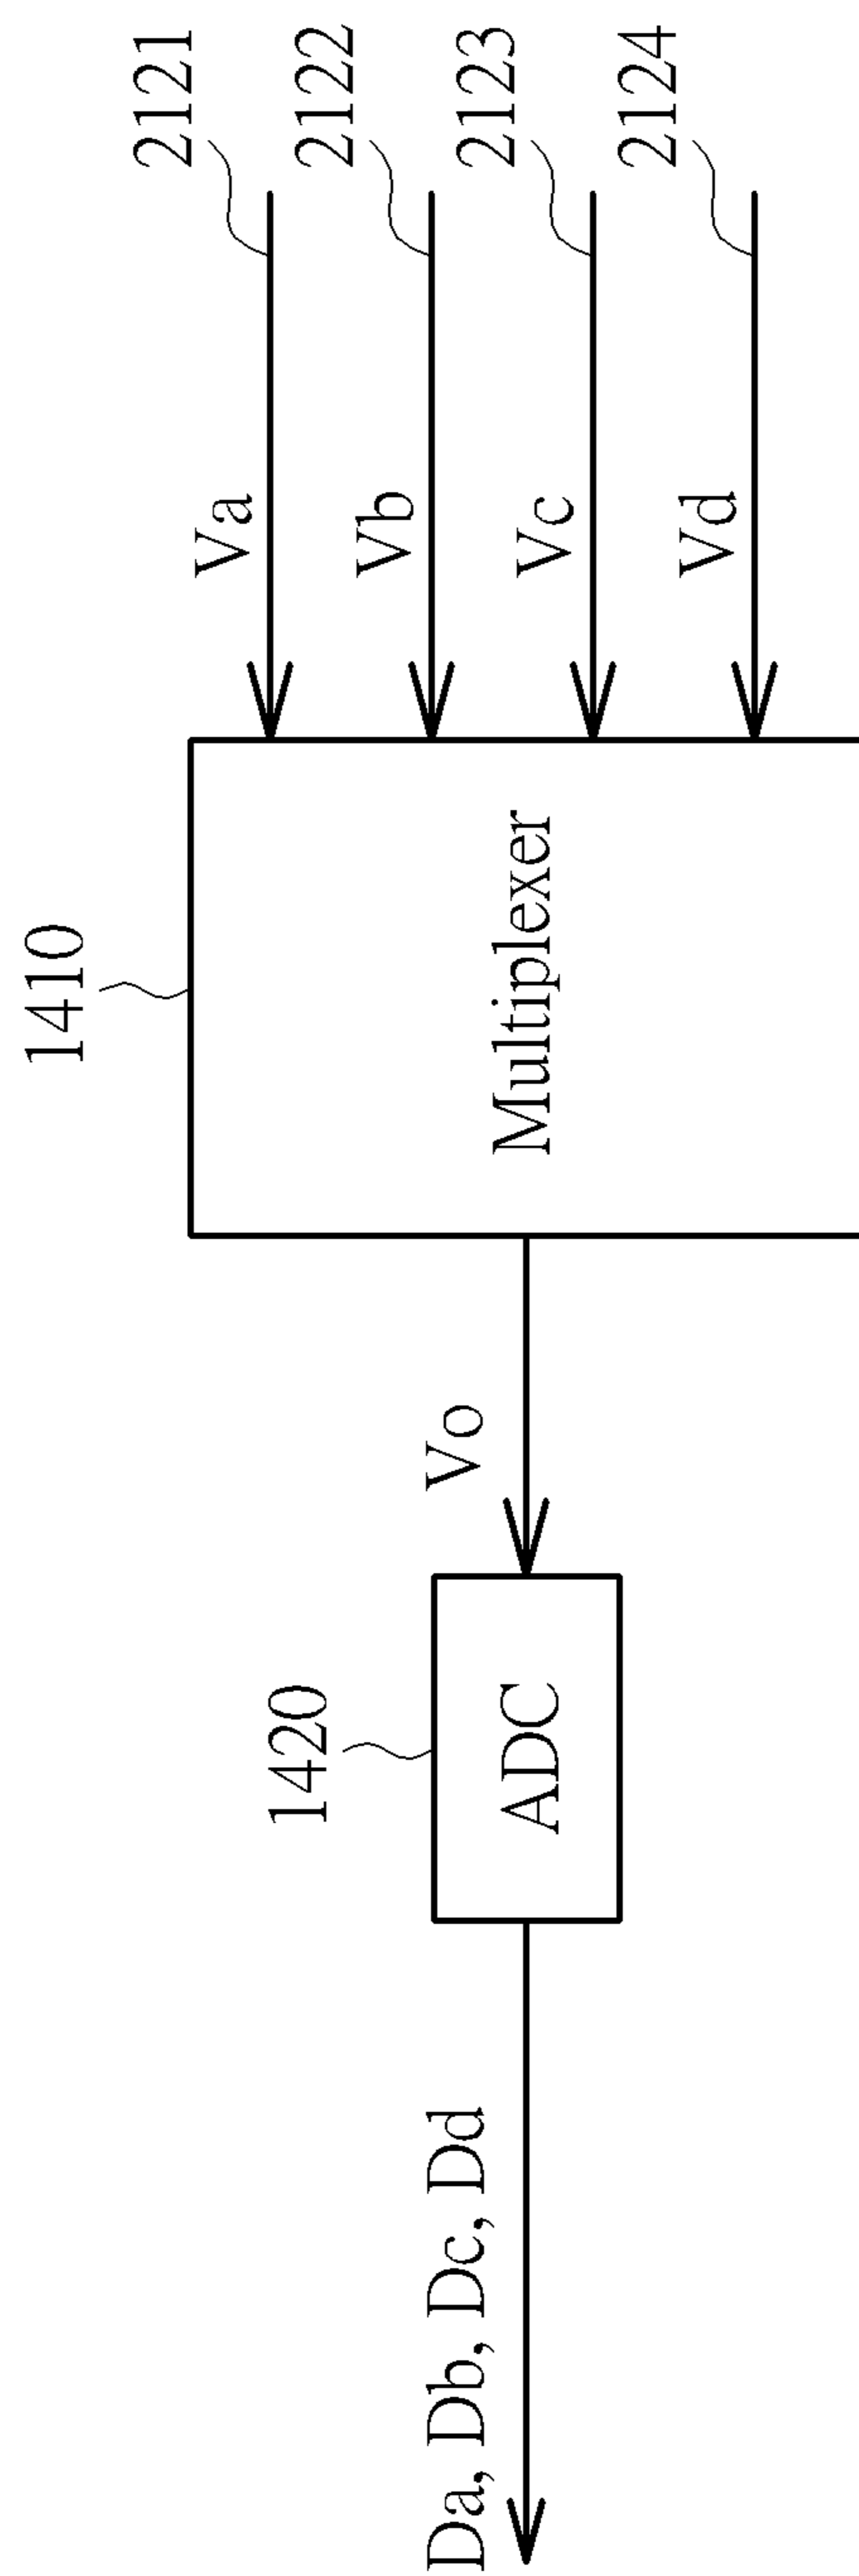 2121
2122
2123
2124
Va
Vb
Vc
Vd
1410
Multiplexer
Vo
1420
ADC
Da, Db, Dc, Dd